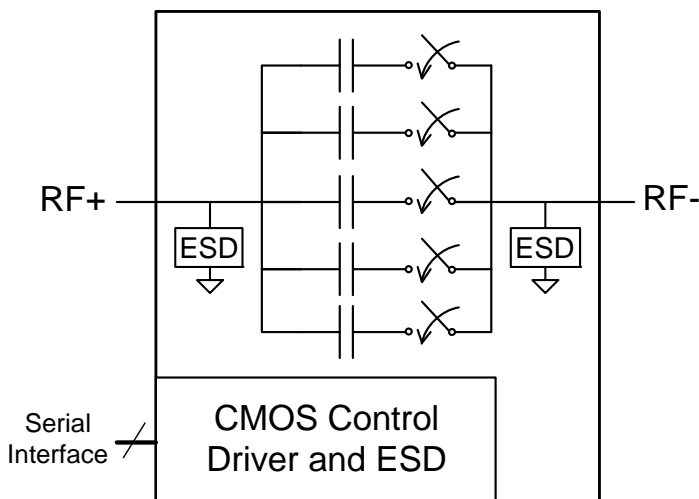 RF+
RF-
ESD
ESD
Serial
Interface
CMOS Control
Driver and ESD